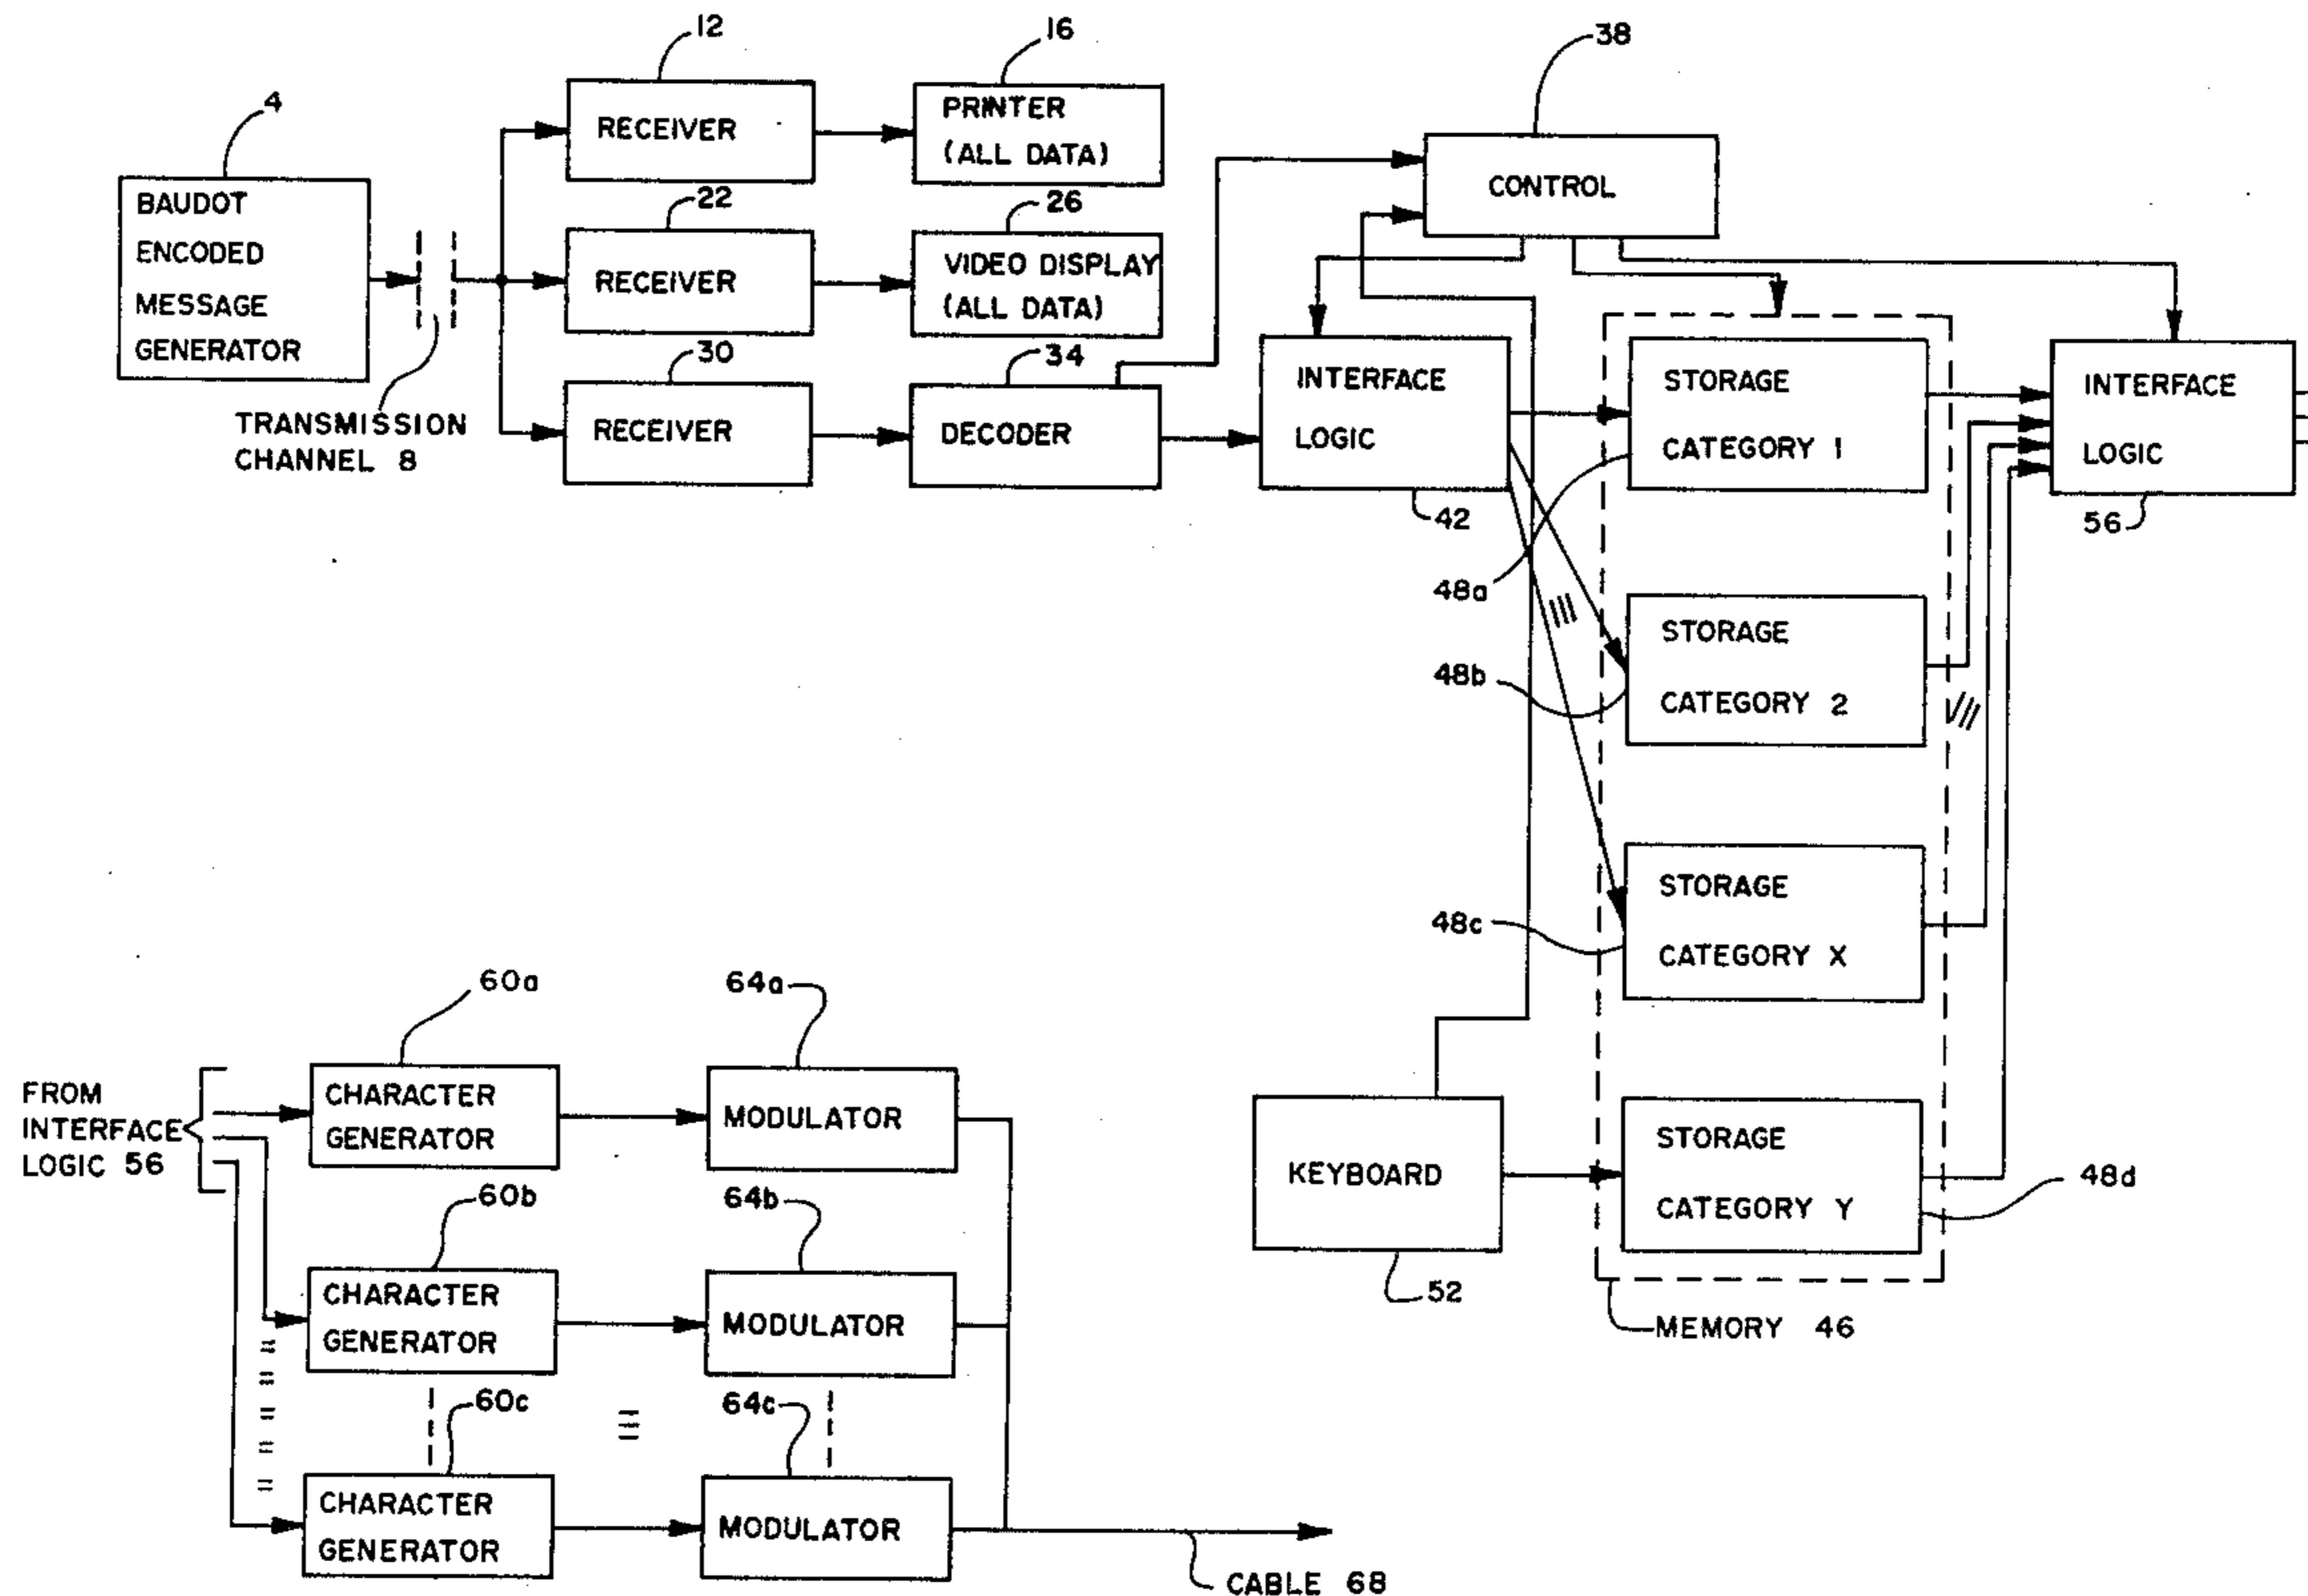 12
16
38
4
RECEIVER
PRINTER
(ALL DATA)
CONTROL
BAUDOT
ENCODED
MESSAGE
GENERATOR
22
26
RECEIVER
VIDEO DISPLAY
(ALL DATA)
30
34
TRANSMISSION
CHANNEL 8
RECEIVER
DECODER
INTERFACE
LOGIC
42
STORAGE
CATEGORY 1
INTERFACE
LOGIC
56
48a
STORAGE
CATEGORY 2
48b
STORAGE
CATEGORY X
48c
KEYBOARD
52
STORAGE
CATEGORY Y
48d
MEMORY 46
60a
64a
FROM
INTERFACE
LOGIC 56
CHARACTER
GENERATOR
MODULATOR
60b
64b
CHARACTER
GENERATOR
MODULATOR
60c
64c
CHARACTER
GENERATOR
MODULATOR
CABLE 68